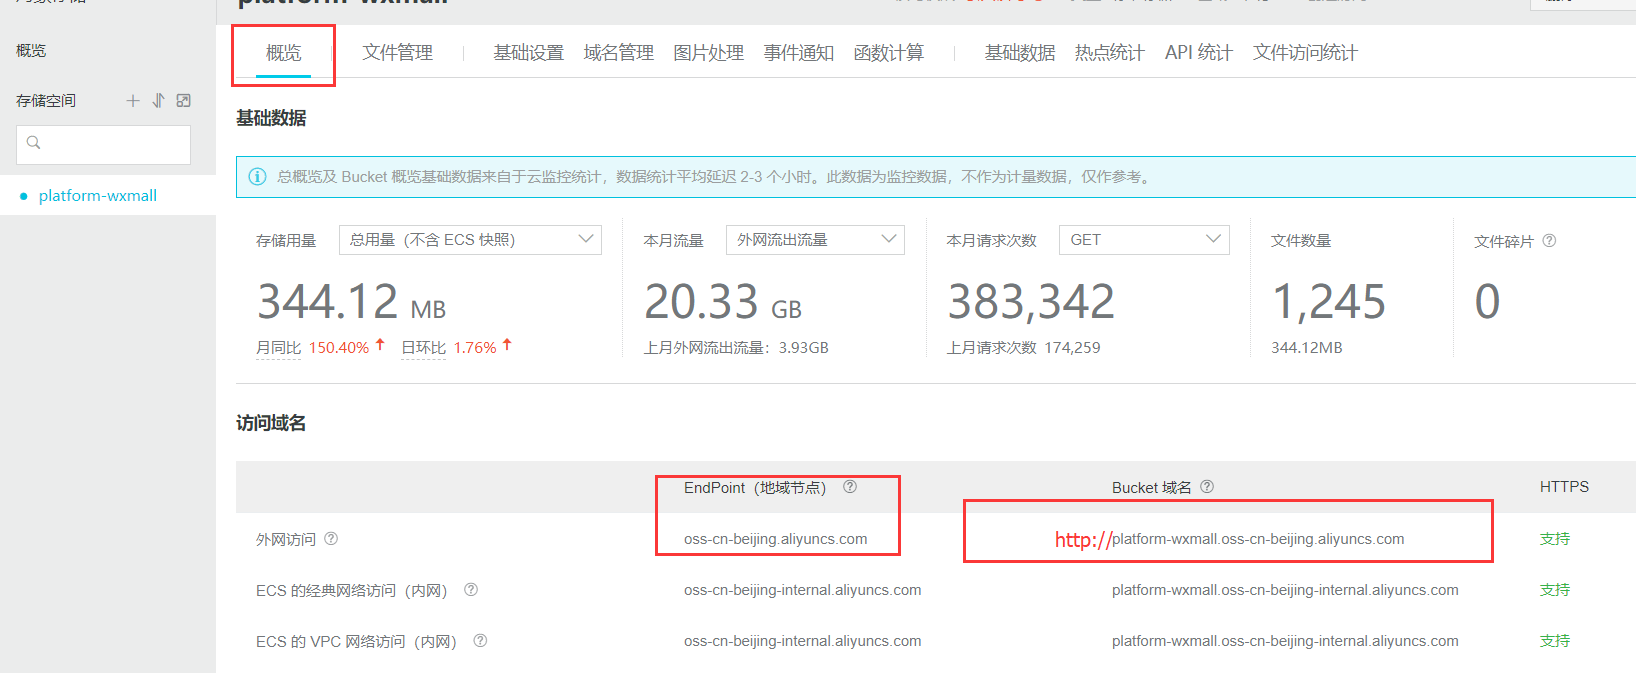 platform-wxmall
概览
存储空间
platform-wxmall
概览 文件管理 基础设置 域名管理 图片处理 事件通知 函数计算 基础数据 热点统计 API 统计 文件访问统计
基础数据
总概览及 Bucket 概览基础数据来自于云监控统计，数据统计平均延迟 2-3 个小时。此数据为监控数据，不作为计量数据，仅作参考。
存储用量 总用量（不含 ECS 快照） 本月流量 外网流出流量 本月请求次数 GET 文件数量 文件碎片
344.12 MB 20.33 GB 383,342 1,245 0
月同比 150.40% 日环比 1.76% 上月外网流出流量：3.93GB 上月请求次数 174,259 344.12MB
访问域名
EndPoint（地域节点） Bucket 域名 HTTPS
外网访问 oss-cn-beijing.aliyuncs.com http://platform-wxmall.oss-cn-beijing.aliyuncs.com 支持
ECS 的经典网络访问（内网） oss-cn-beijing-internal.aliyuncs.com platform-wxmall.oss-cn-beijing-internal.aliyuncs.com 支持
ECS 的 VPC 网络访问（内网） oss-cn-beijing-internal.aliyuncs.com platform-wxmall.oss-cn-beijing-internal.aliyuncs.com 支持